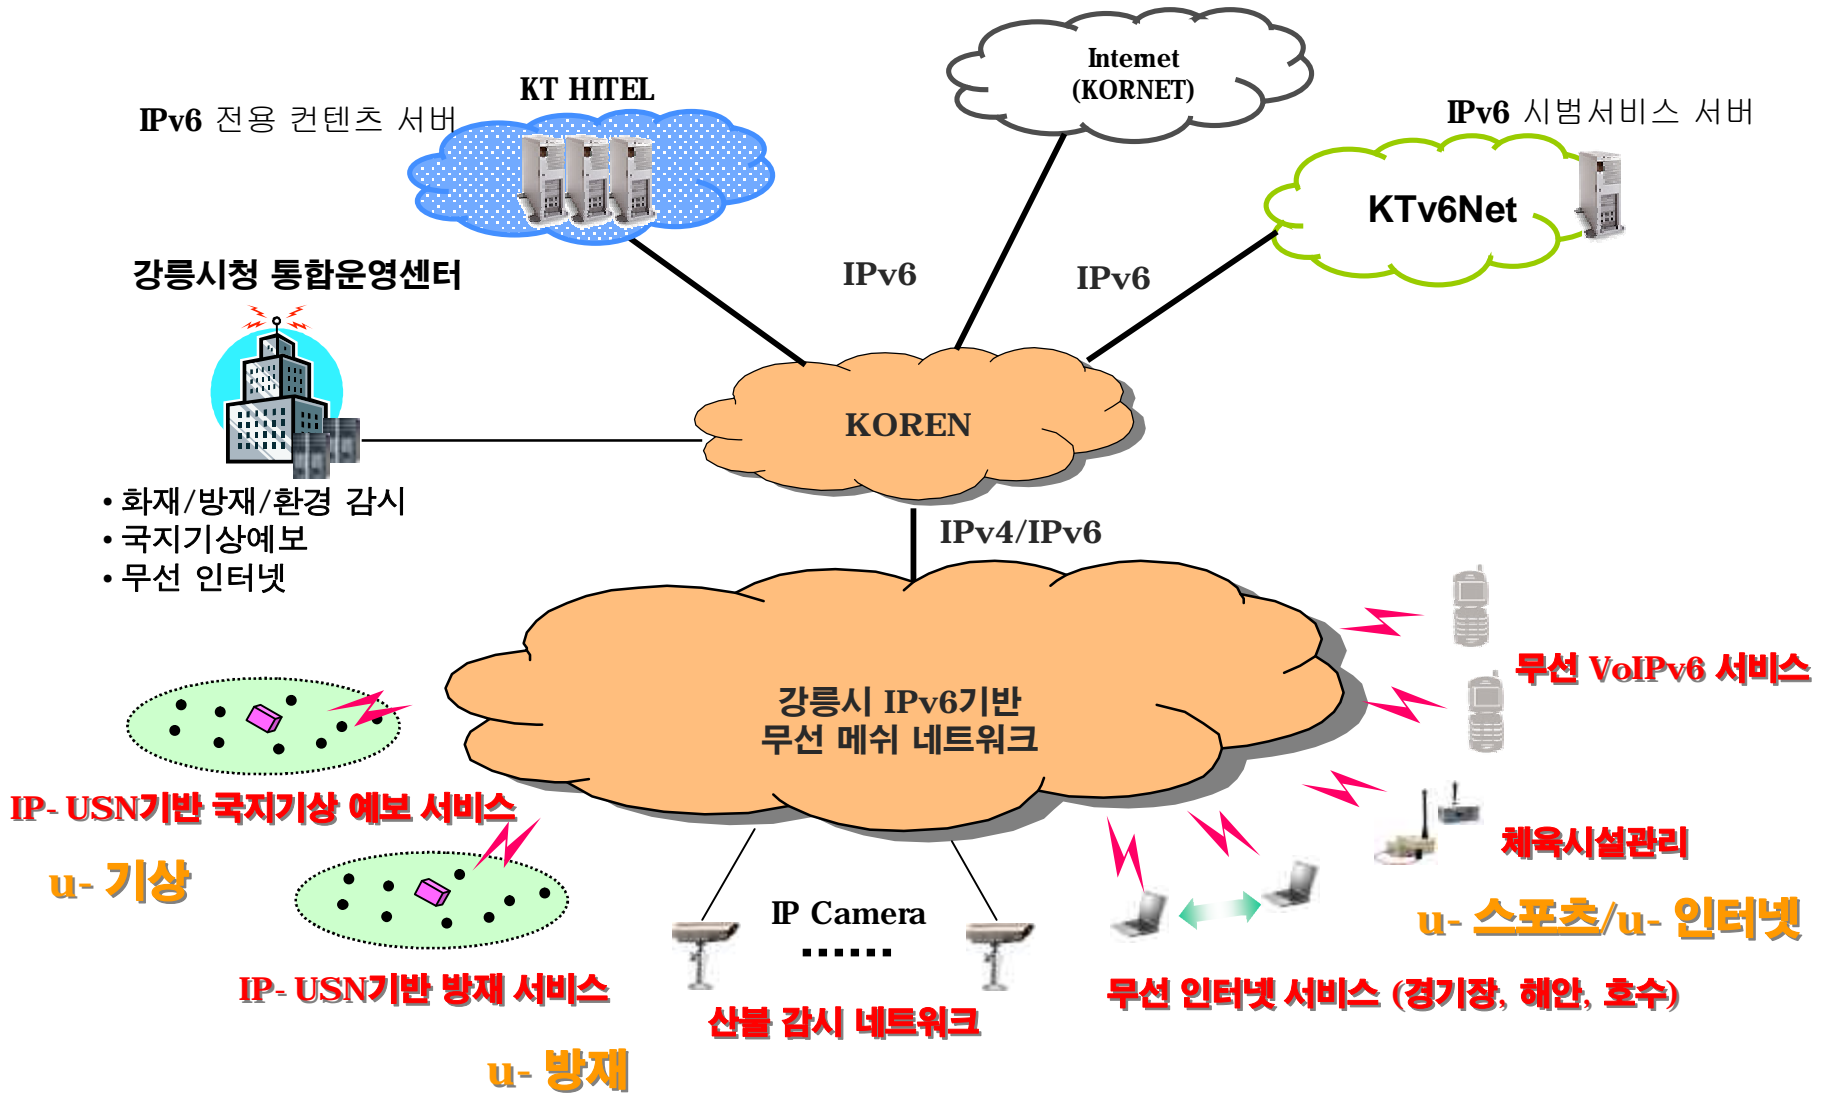 Internet
(KORNET)
KT HITEL
IPv6 전용 컨텐츠 서버
IPv6 시범서비스 서버
KTv6Net
강릉시청 통합운영센터
IPv6
IPv6
KOREN
• 화재/방재/환경 감시
• 국지기상예보
• 무선 인터넷
IPv4/IPv6
무선 VoIPv6 서비스
강릉시 IPv6기반
무선 메쉬 네트워크
IP- USN기반 국지기상 예보 서비스
체육시설관리
u- 기상
IP Camera
u- 스포츠/u- 인터넷
IP- USN기반 방재 서비스
무선 인터넷 서비스 (경기장, 해안, 호수)
산불 감시 네트워크
u- 방재